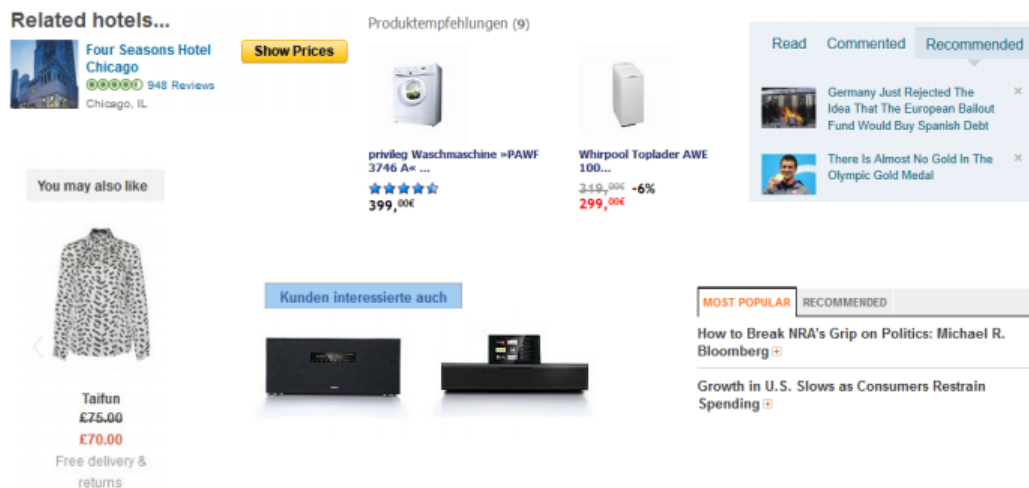 Related hotels...
Four Seasons Hotel
Chicago
948 Reviews
Chicago, IL
Show Prices
Produktempfehlungen (9)
privileg Waschmaschine »PAWF
3746 A« ...
399,00€
Whirpool Toplader AWE
100...
319,00€ -6%
299,00€
Read Commented Recommended
Germany Just Rejected The
Idea That The European Bailout
Fund Would Buy Spanish Debt
There Is Almost No Gold In The
Olympic Gold Medal
You may also like
Taifun
£75.00
£70.00
Free delivery &
returns
Kunden interessierte auch
MOST POPULAR RECOMMENDED
How to Break NRA's Grip on Politics: Michael R.
Bloomberg
Growth in U.S. Slows as Consumers Restrain
Spending